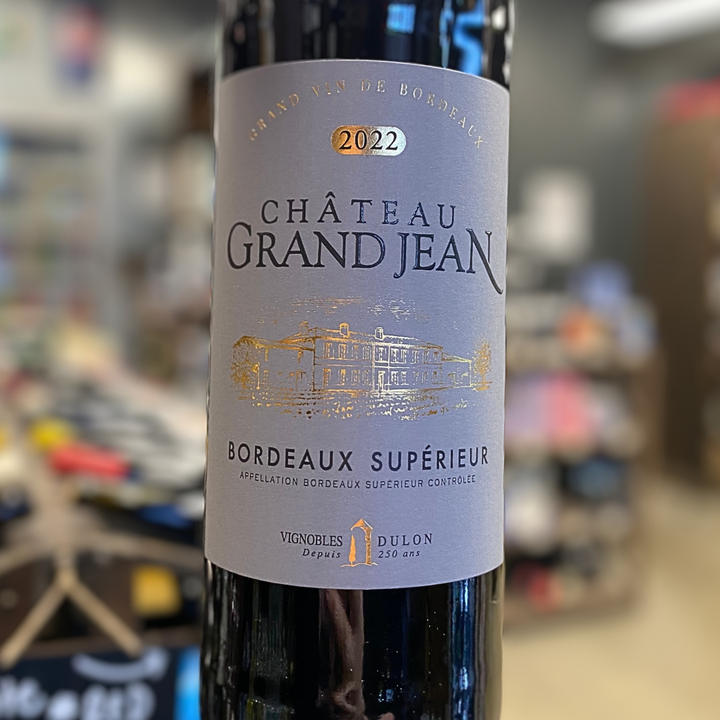 GRAND VIN DE BORDEAUX
2022
CHÂTEAU
GRAND JEAN
BORDEAUX SUPÉRIEUR
APPELLATION BORDEAUX SUPÉRIEUR CONTRÔLÉE
VIGNOBLES DULON
Depuis 250 ans